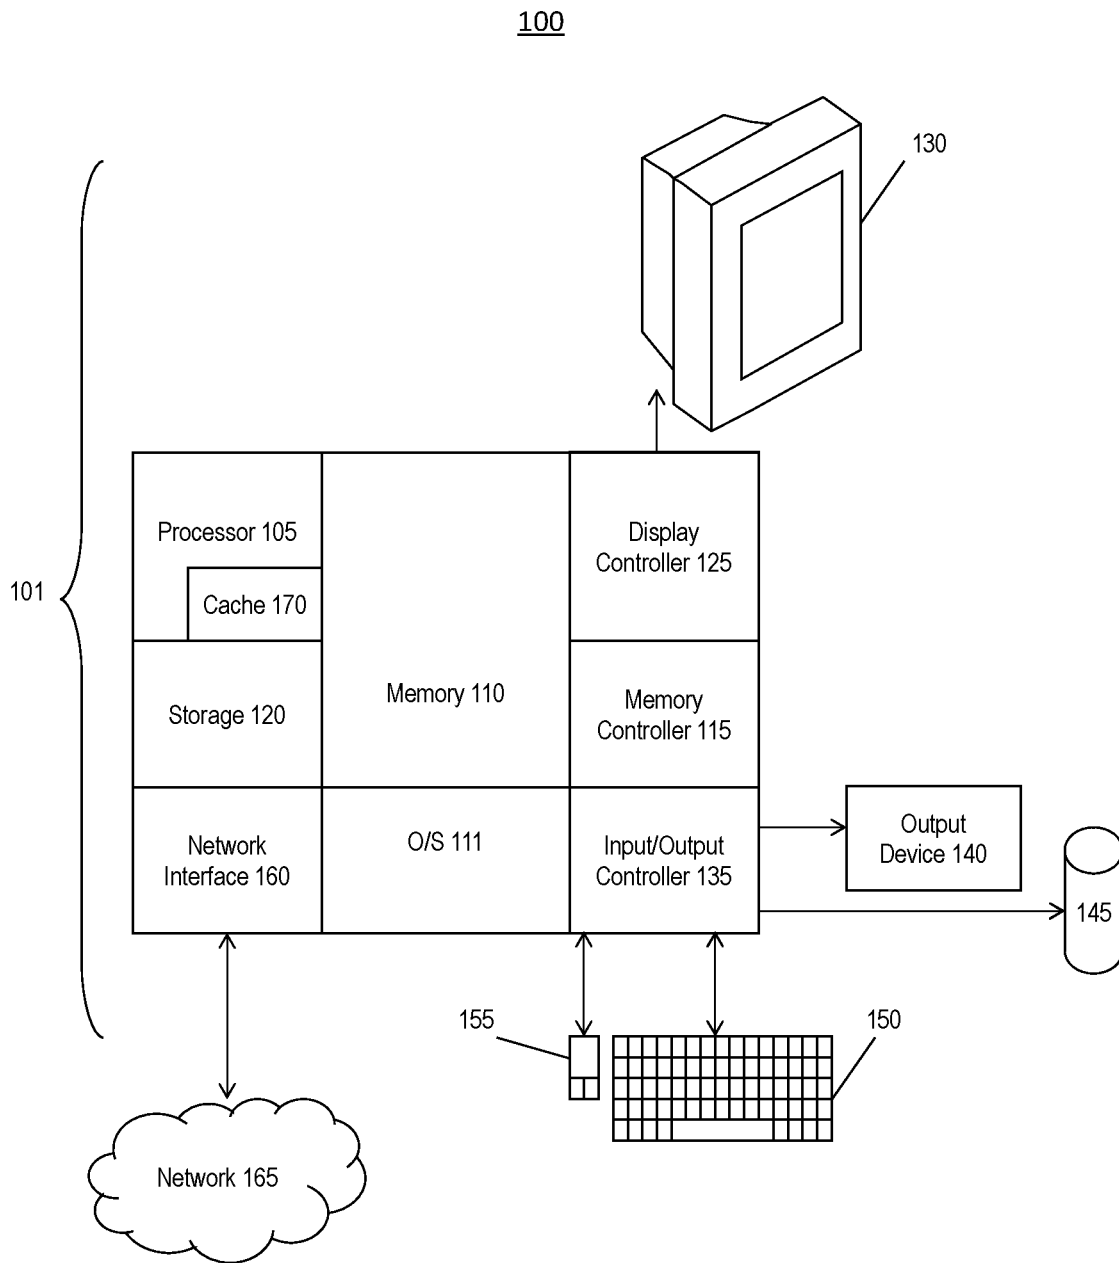 100
130
101
Processor 105
Cache 170
Storage 120
Network
Interface 160
Memory 110
O/S 111
Display
Controller 125
Memory
Controller 115
Input/Output
Controller 135
Output
Device 140
145
155
150
Network 165